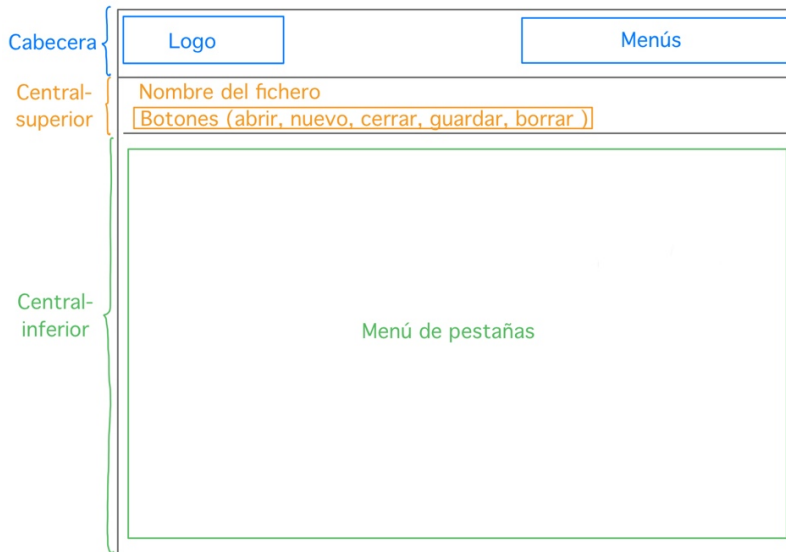 Cabecera
Logo
Menús
Central-
superior
Nombre del fichero
Botones (abrir, nuevo, cerrar, guardar, borrar )
Central-
inferior
Menú de pestañas